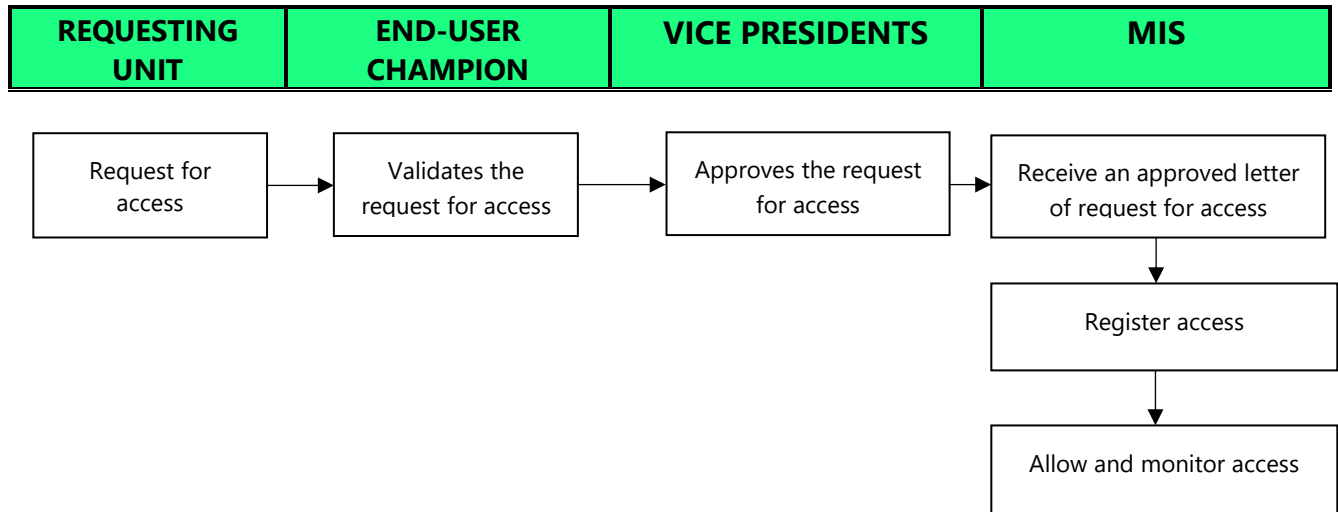 REQUESTING
UNIT
END-USER
CHAMPION
VICE PRESIDENTS
MIS
Request for
access
Validates the
request for access
Approves the request
for access
Receive an approved letter
of request for access
Register access
Allow and monitor access